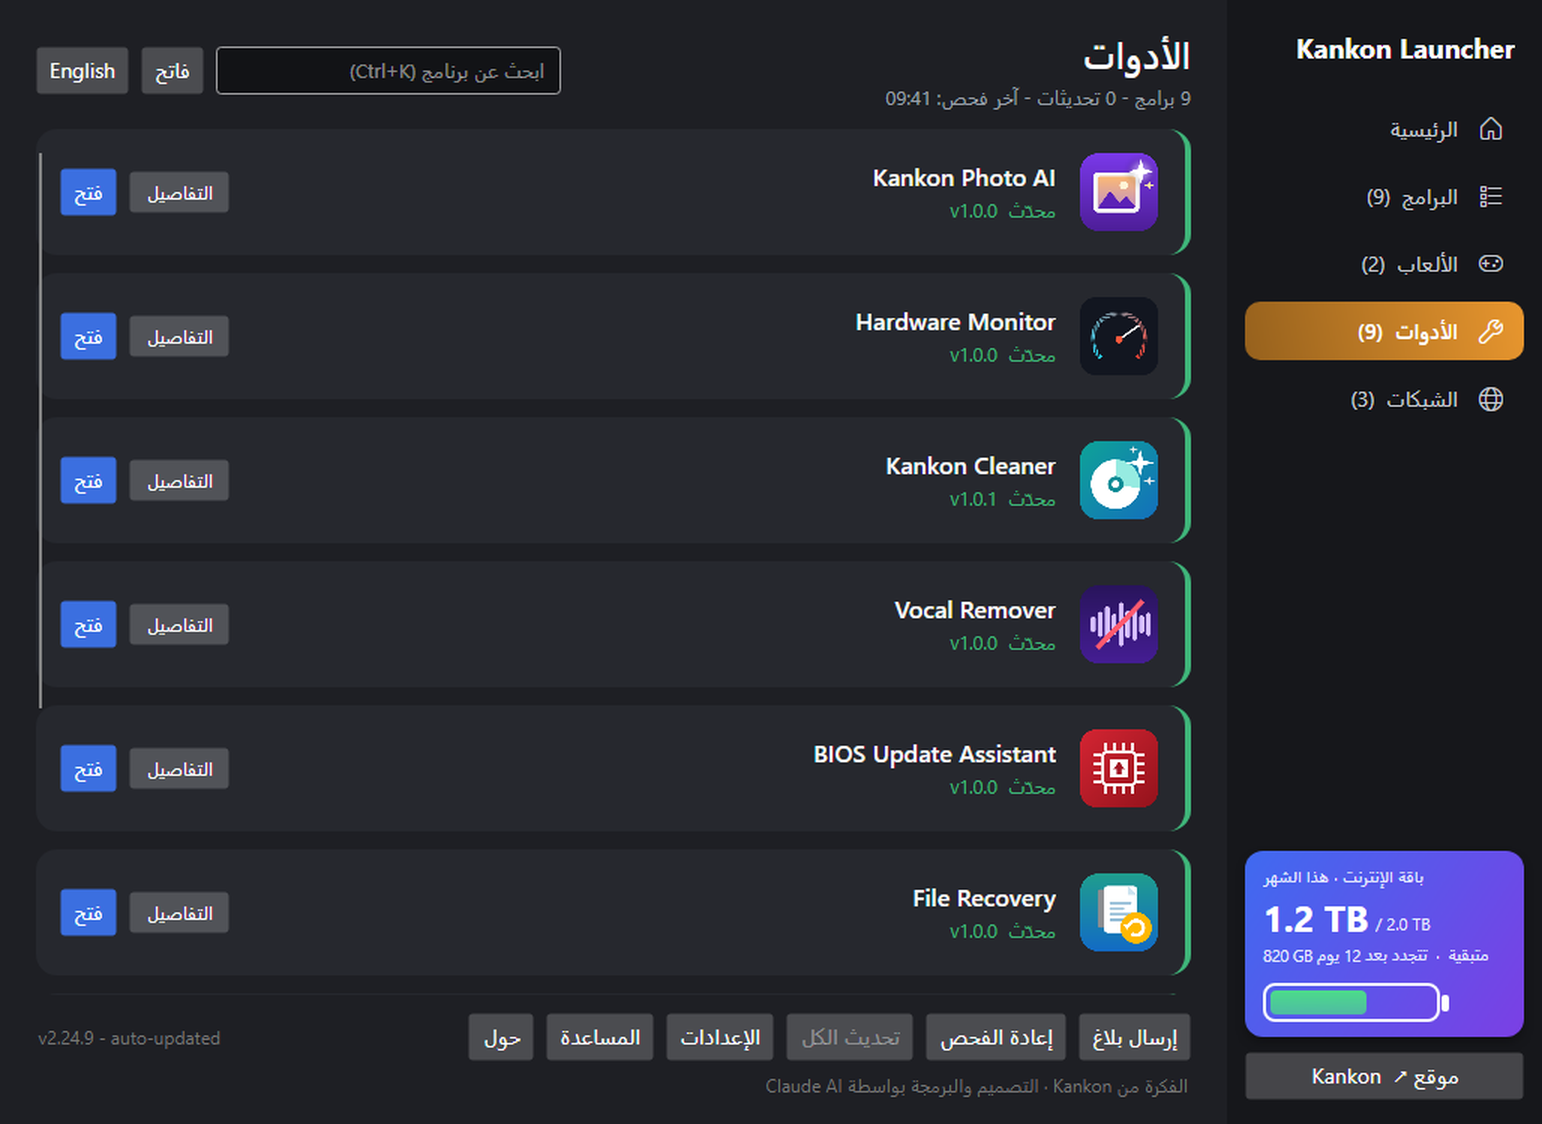 Kankon Launcher
الرئيسية
البرامج (9)
الألعاب (2)
الأدوات (9)
الشبكات (3)
باقة الإنترنت · هذا الشهر
1.2 TB / 2.0 TB
820 GB متبقية · تتجدد بعد 12 يوم
موقع Kankon ↗
الأدوات
9 برامج - 0 تحديثات - آخر فحص: 09:41
ابحث عن برنامج (Ctrl+K)
فاتح
English
Kankon Photo AI
محدّث v1.0.0
التفاصيل
فتح
Hardware Monitor
محدّث v1.0.0
التفاصيل
فتح
Kankon Cleaner
محدّث v1.0.1
التفاصيل
فتح
Vocal Remover
محدّث v1.0.0
التفاصيل
فتح
BIOS Update Assistant
محدّث v1.0.0
التفاصيل
فتح
File Recovery
محدّث v1.0.0
التفاصيل
فتح
إرسال بلاغ
إعادة الفحص
تحديث الكل
الإعدادات
المساعدة
حول
v2.24.9 - auto-updated
الفكرة من Kankon · التصميم والبرمجة بواسطة Claude AI